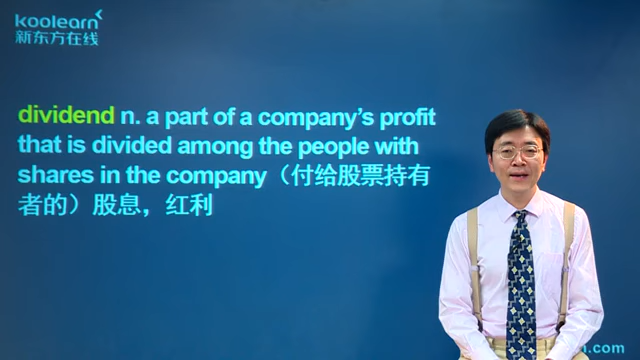 koolearn
新东方在线
dividend n. a part of a company's profit
that is divided among the people with
shares in the company（付给股票持有
者的）股息，红利
n.com